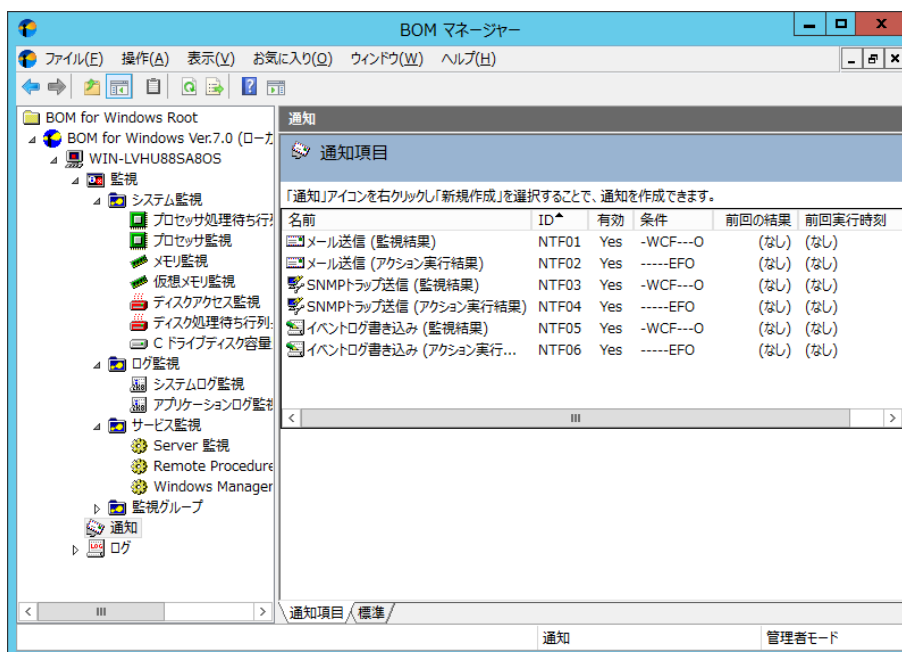 BOM マネージャー
ファイル(F) 操作(A) 表示(V) お気に入り(O) ウィンドウ(W) ヘルプ(H)
BOM for Windows Root
BOM for Windows Ver.7.0 (ローカ
WIN-LVHU88SA8OS
監視
システム監視
プロセッサ処理待ち行
プロセッサ監視
メモリ監視
仮想メモリ監視
ディスクアクセス監視
ディスク処理待ち行列
C ドライブディスク容量
ログ監視
システムログ監視
アプリケーションログ監視
サービス監視
Server 監視
Remote Procedure
Windows Manager
監視グループ
通知
ログ
通知
通知項目
「通知」アイコンを右クリックし「新規作成」を選択することで、通知を作成できます。
名前 ID 有効 条件 前回の結果 前回実行時刻
メール送信 (監視結果) NTF01 Yes -WCF---O (なし) (なし)
メール送信 (アクション実行結果) NTF02 Yes -----EFO (なし) (なし)
SNMPトラップ送信 (監視結果) NTF03 Yes -WCF---O (なし) (なし)
SNMPトラップ送信 (アクション実行結果) NTF04 Yes -----EFO (なし) (なし)
イベントログ書き込み (監視結果) NTF05 Yes -WCF---O (なし) (なし)
イベントログ書き込み (アクション実行... NTF06 Yes -----EFO (なし) (なし)
通知項目 標準
通知 管理者モード